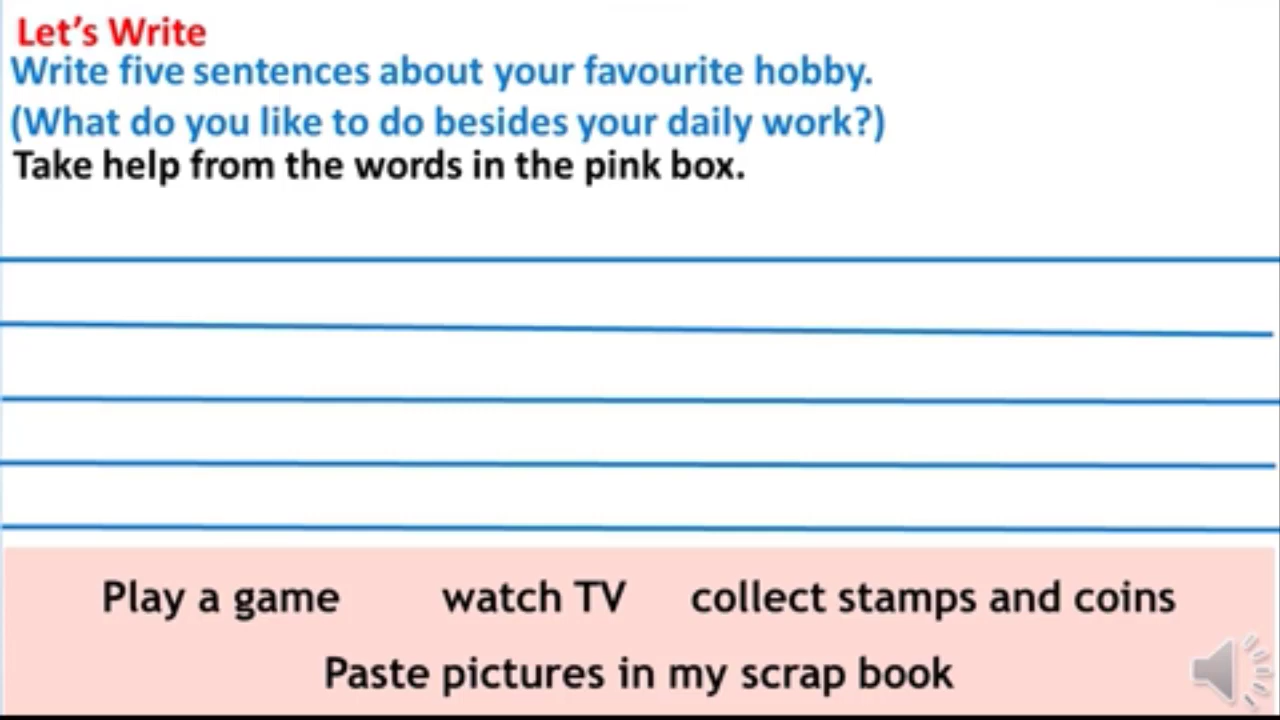 Let's Write
Write five sentences about your favourite hobby.
(What do you like to do besides your daily work?)
Take help from the words in the pink box.
Play a game watch TV collect stamps and coins
Paste pictures in my scrap book